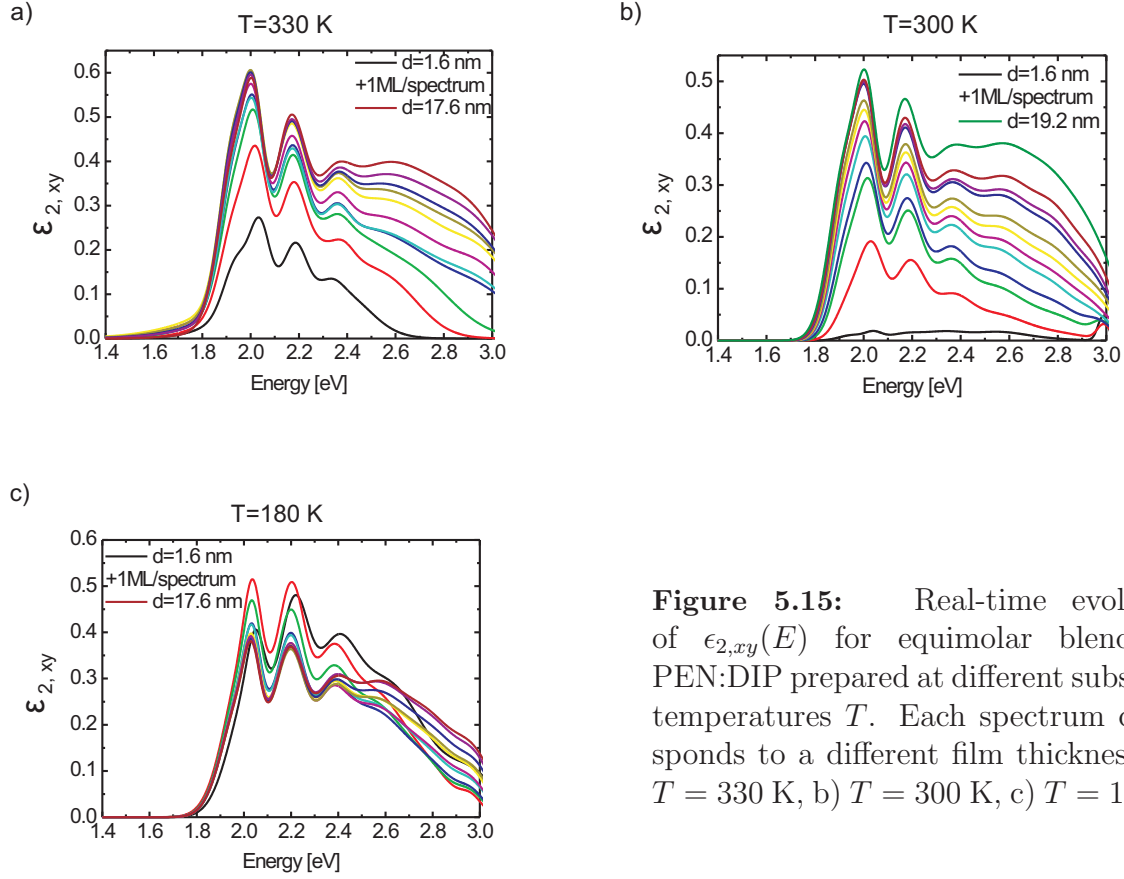 a)
T=330 K
d=1.6 nm
+1ML/spectrum
d=17.6 nm
ε2, xy
0.6
0.5
0.4
0.3
0.2
0.1
0.0
1.4 1.6 1.8 2.0 2.2 2.4 2.6 2.8 3.0
Energy [eV]
b)
T=300 K
d=1.6 nm
+1ML/spectrum
d=19.2 nm
ε2, xy
0.5
0.4
0.3
0.2
0.1
0.0
1.4 1.6 1.8 2.0 2.2 2.4 2.6 2.8 3.0
Energy [eV]
c)
T=180 K
d=1.6 nm
+1ML/spectrum
d=17.6 nm
ε2, xy
0.6
0.5
0.4
0.3
0.2
0.1
0.0
1.4 1.6 1.8 2.0 2.2 2.4 2.6 2.8 3.0
Energy [eV]
Figure 5.15: Real-time evol
of ϵ2,xy(E) for equimolar blenc
PEN:DIP prepared at different subs
temperatures T. Each spectrum c
sponds to a different film thicknes
T = 330 K, b) T = 300 K, c) T = 1